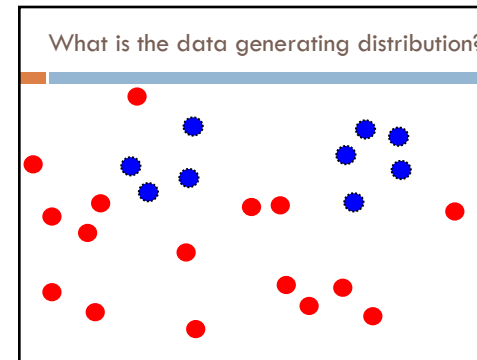 What is the data generating distribution?